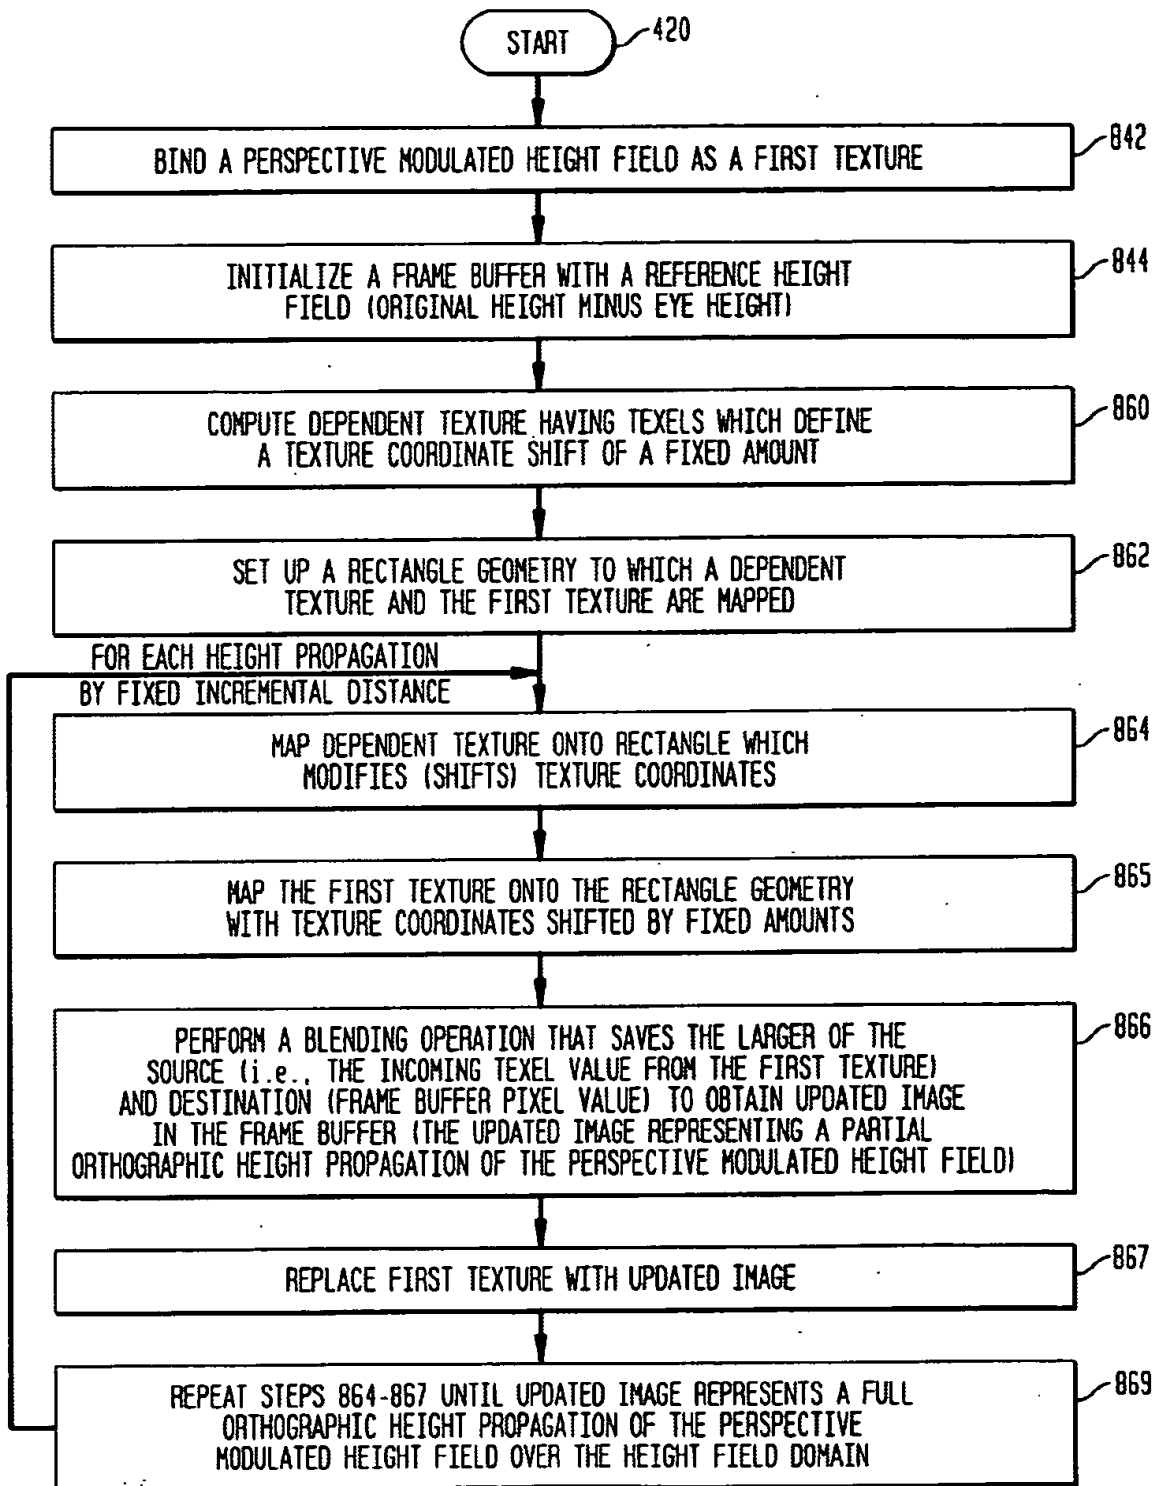 START
420
BIND A PERSPECTIVE MODULATED HEIGHT FIELD AS A FIRST TEXTURE
842
INITIALIZE A FRAME BUFFER WITH A REFERENCE HEIGHT
FIELD (ORIGINAL HEIGHT MINUS EYE HEIGHT)
844
COMPUTE DEPENDENT TEXTURE HAVING TEXELS WHICH DEFINE
A TEXTURE COORDINATE SHIFT OF A FIXED AMOUNT
860
SET UP A RECTANGLE GEOMETRY TO WHICH A DEPENDENT
TEXTURE AND THE FIRST TEXTURE ARE MAPPED
862
FOR EACH HEIGHT PROPAGATION
BY FIXED INCREMENTAL DISTANCE
MAP DEPENDENT TEXTURE ONTO RECTANGLE WHICH
MODIFIES (SHIFTS) TEXTURE COORDINATES
864
MAP THE FIRST TEXTURE ONTO THE RECTANGLE GEOMETRY
WITH TEXTURE COORDINATES SHIFTED BY FIXED AMOUNTS
865
PERFORM A BLENDING OPERATION THAT SAVES THE LARGER OF THE
SOURCE (i.e., THE INCOMING TEXEL VALUE FROM THE FIRST TEXTURE)
AND DESTINATION (FRAME BUFFER PIXEL VALUE) TO OBTAIN UPDATED IMAGE
IN THE FRAME BUFFER (THE UPDATED IMAGE REPRESENTING A PARTIAL
ORTHOGRAPHIC HEIGHT PROPAGATION OF THE PERSPECTIVE MODULATED HEIGHT FIELD)
866
REPLACE FIRST TEXTURE WITH UPDATED IMAGE
867
REPEAT STEPS 864-867 UNTIL UPDATED IMAGE REPRESENTS A FULL
ORTHOGRAPHIC HEIGHT PROPAGATION OF THE PERSPECTIVE
MODULATED HEIGHT FIELD OVER THE HEIGHT FIELD DOMAIN
869